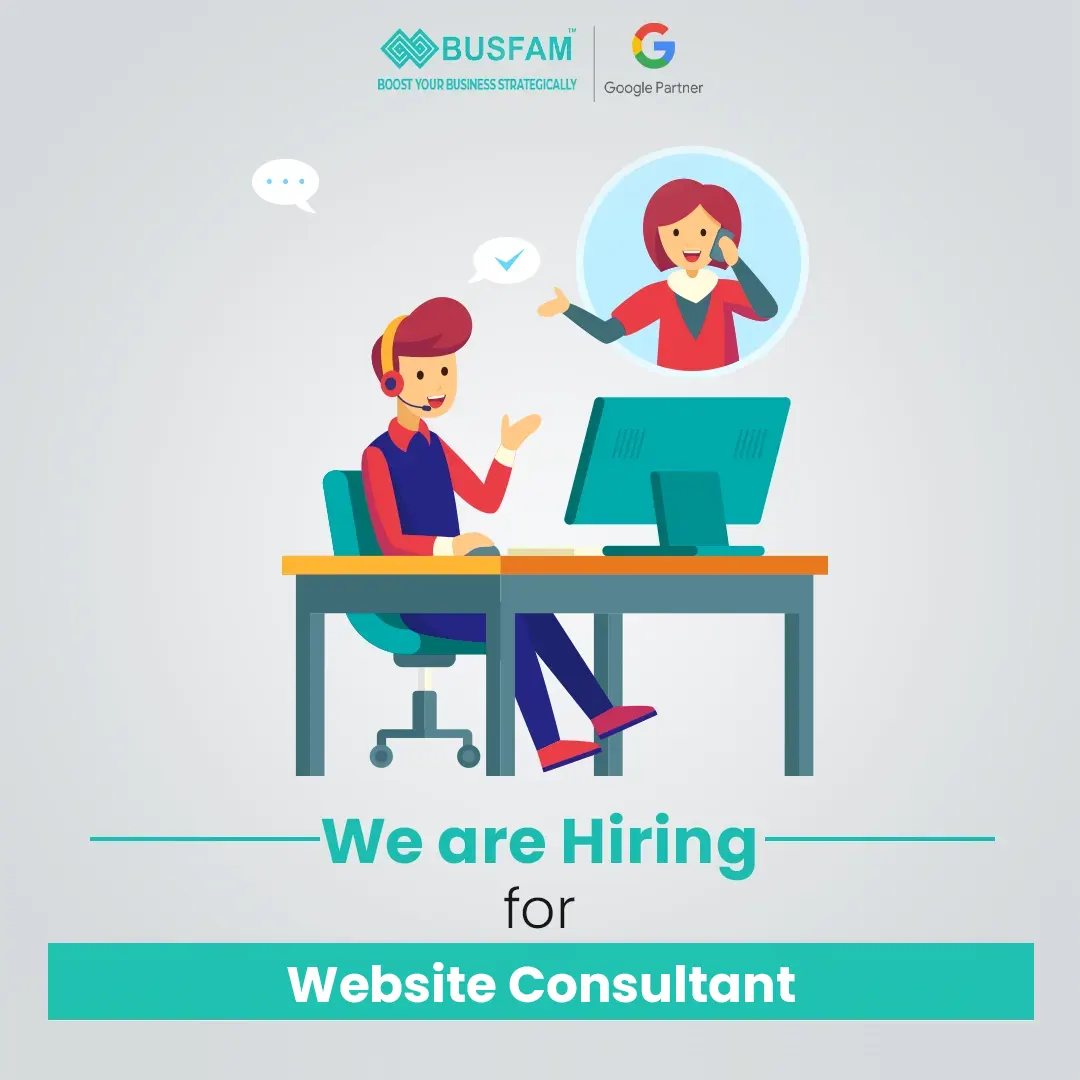 BUSFAM™
BOOST YOUR BUSINESS STRATEGICALLY
Google Partner
We are Hiring
for
Website Consultant